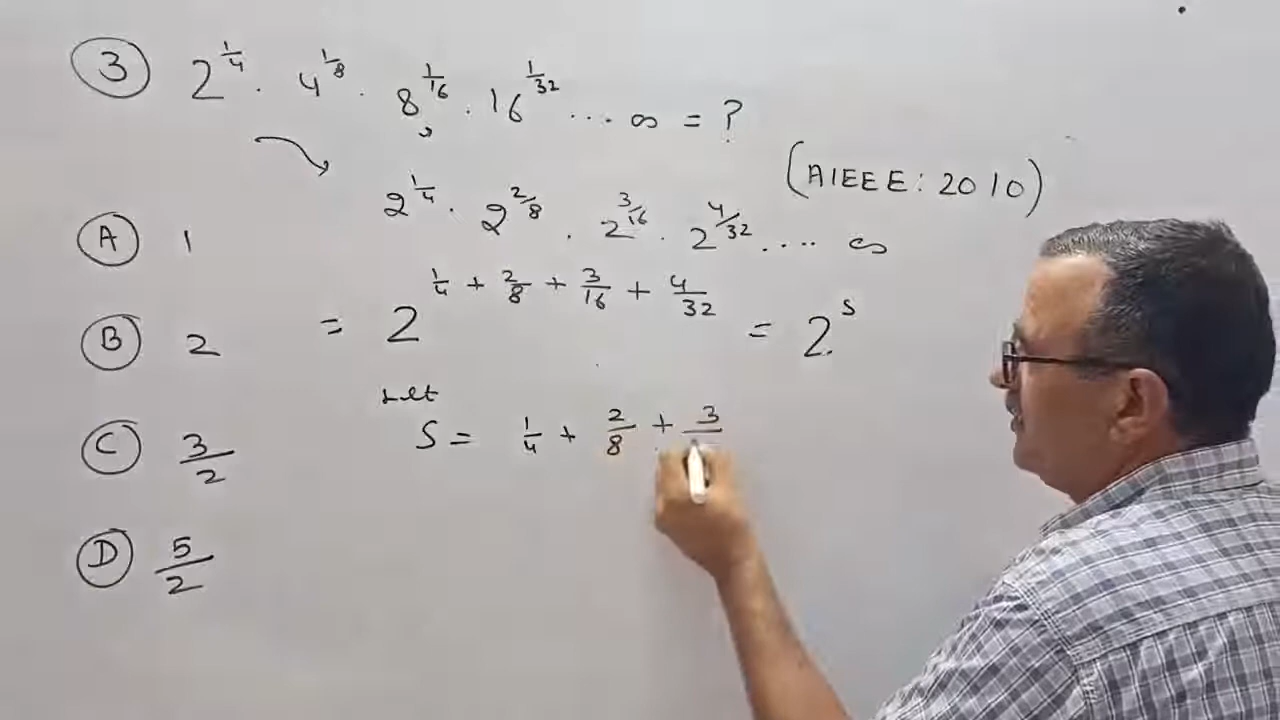 ③ 2^{1/4} . 4^{1/8} . 8^{1/16} . 16^{1/32} ... ∞ = ?
(AIEEE: 2010)
2^{1/4} . 2^{2/8} . 2^{3/16} . 2^{4/32} .... ∞
= 2^{1/4 + 2/8 + 3/16 + 4/32} = 2^s
Let
S = 1/4 + 2/8 + 3/
Ⓐ 1
Ⓑ 2
Ⓒ 3/2
Ⓓ 5/2